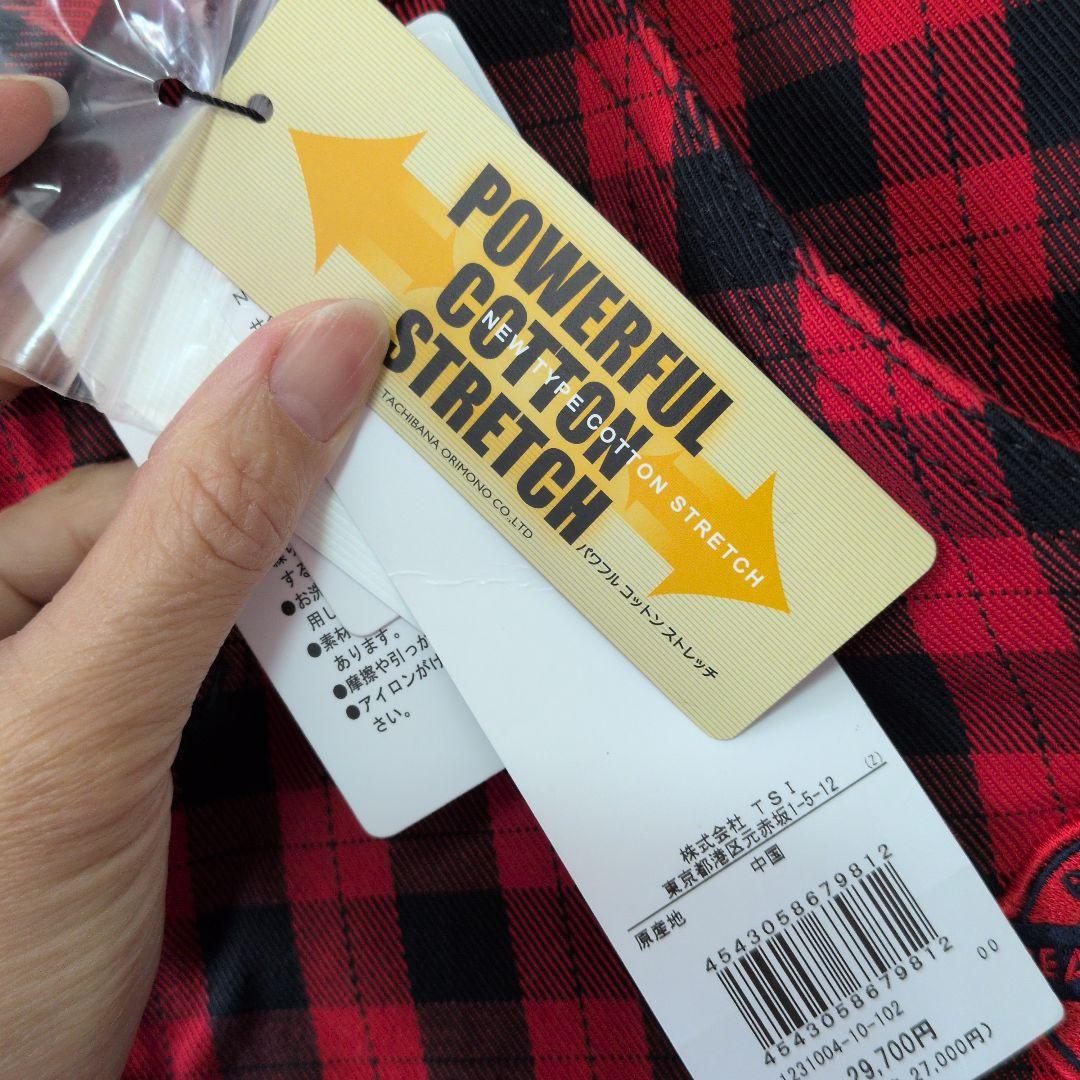 POWERFUL
COTTON
STRETCH
NEW TYPE COTTON STRETCH
TACHIBANA ORIMONO CO.,LTD
パワフル コットン ストレッチ
する
●お洗
用し
●素材
あります。
●摩擦や引っか
●アイロンがけ
さい。
(Z)
株式会社 TSI
東京都港区元赤坂1-5-12
原産地 中国
4543058679812
4543058679812
00
1231004-10-102
29,700円
27,000円)